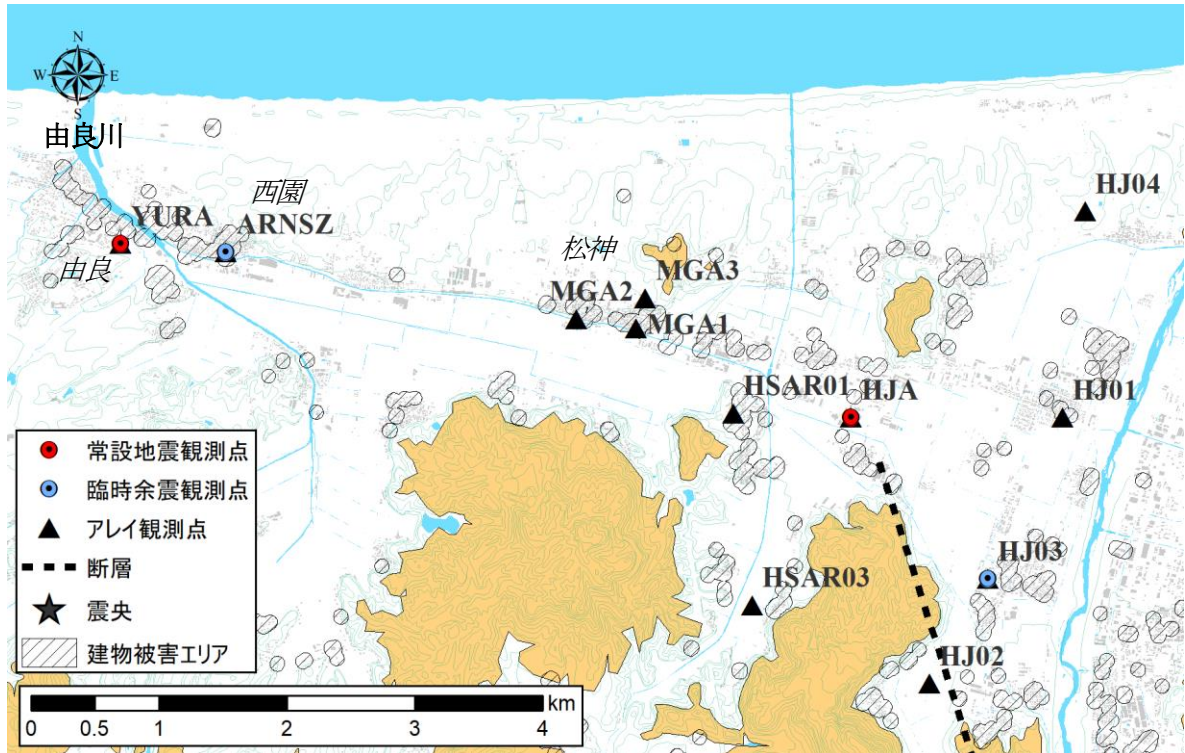 N
W
E
S
由良川
西園
HJ04
YURA
ARNSZ
松神
由良
MGA3
MGA2
MGA1
HSAR01
HJA
HJ01
常設地震観測点
臨時余震観測点
アレイ観測点
断層
震央
建物被害エリア
HJ03
HSAR03
HJ02
km
0 0.5 1 2 3 4